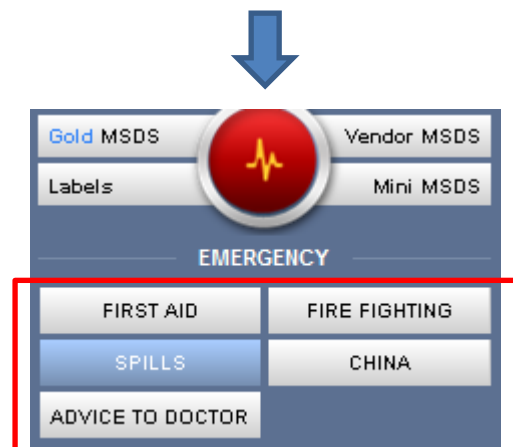 Gold MSDS Vendor MSDS
Labels Mini MSDS
EMERGENCY
FIRST AID FIRE FIGHTING
SPILLS CHINA
ADVICE TO DOCTOR